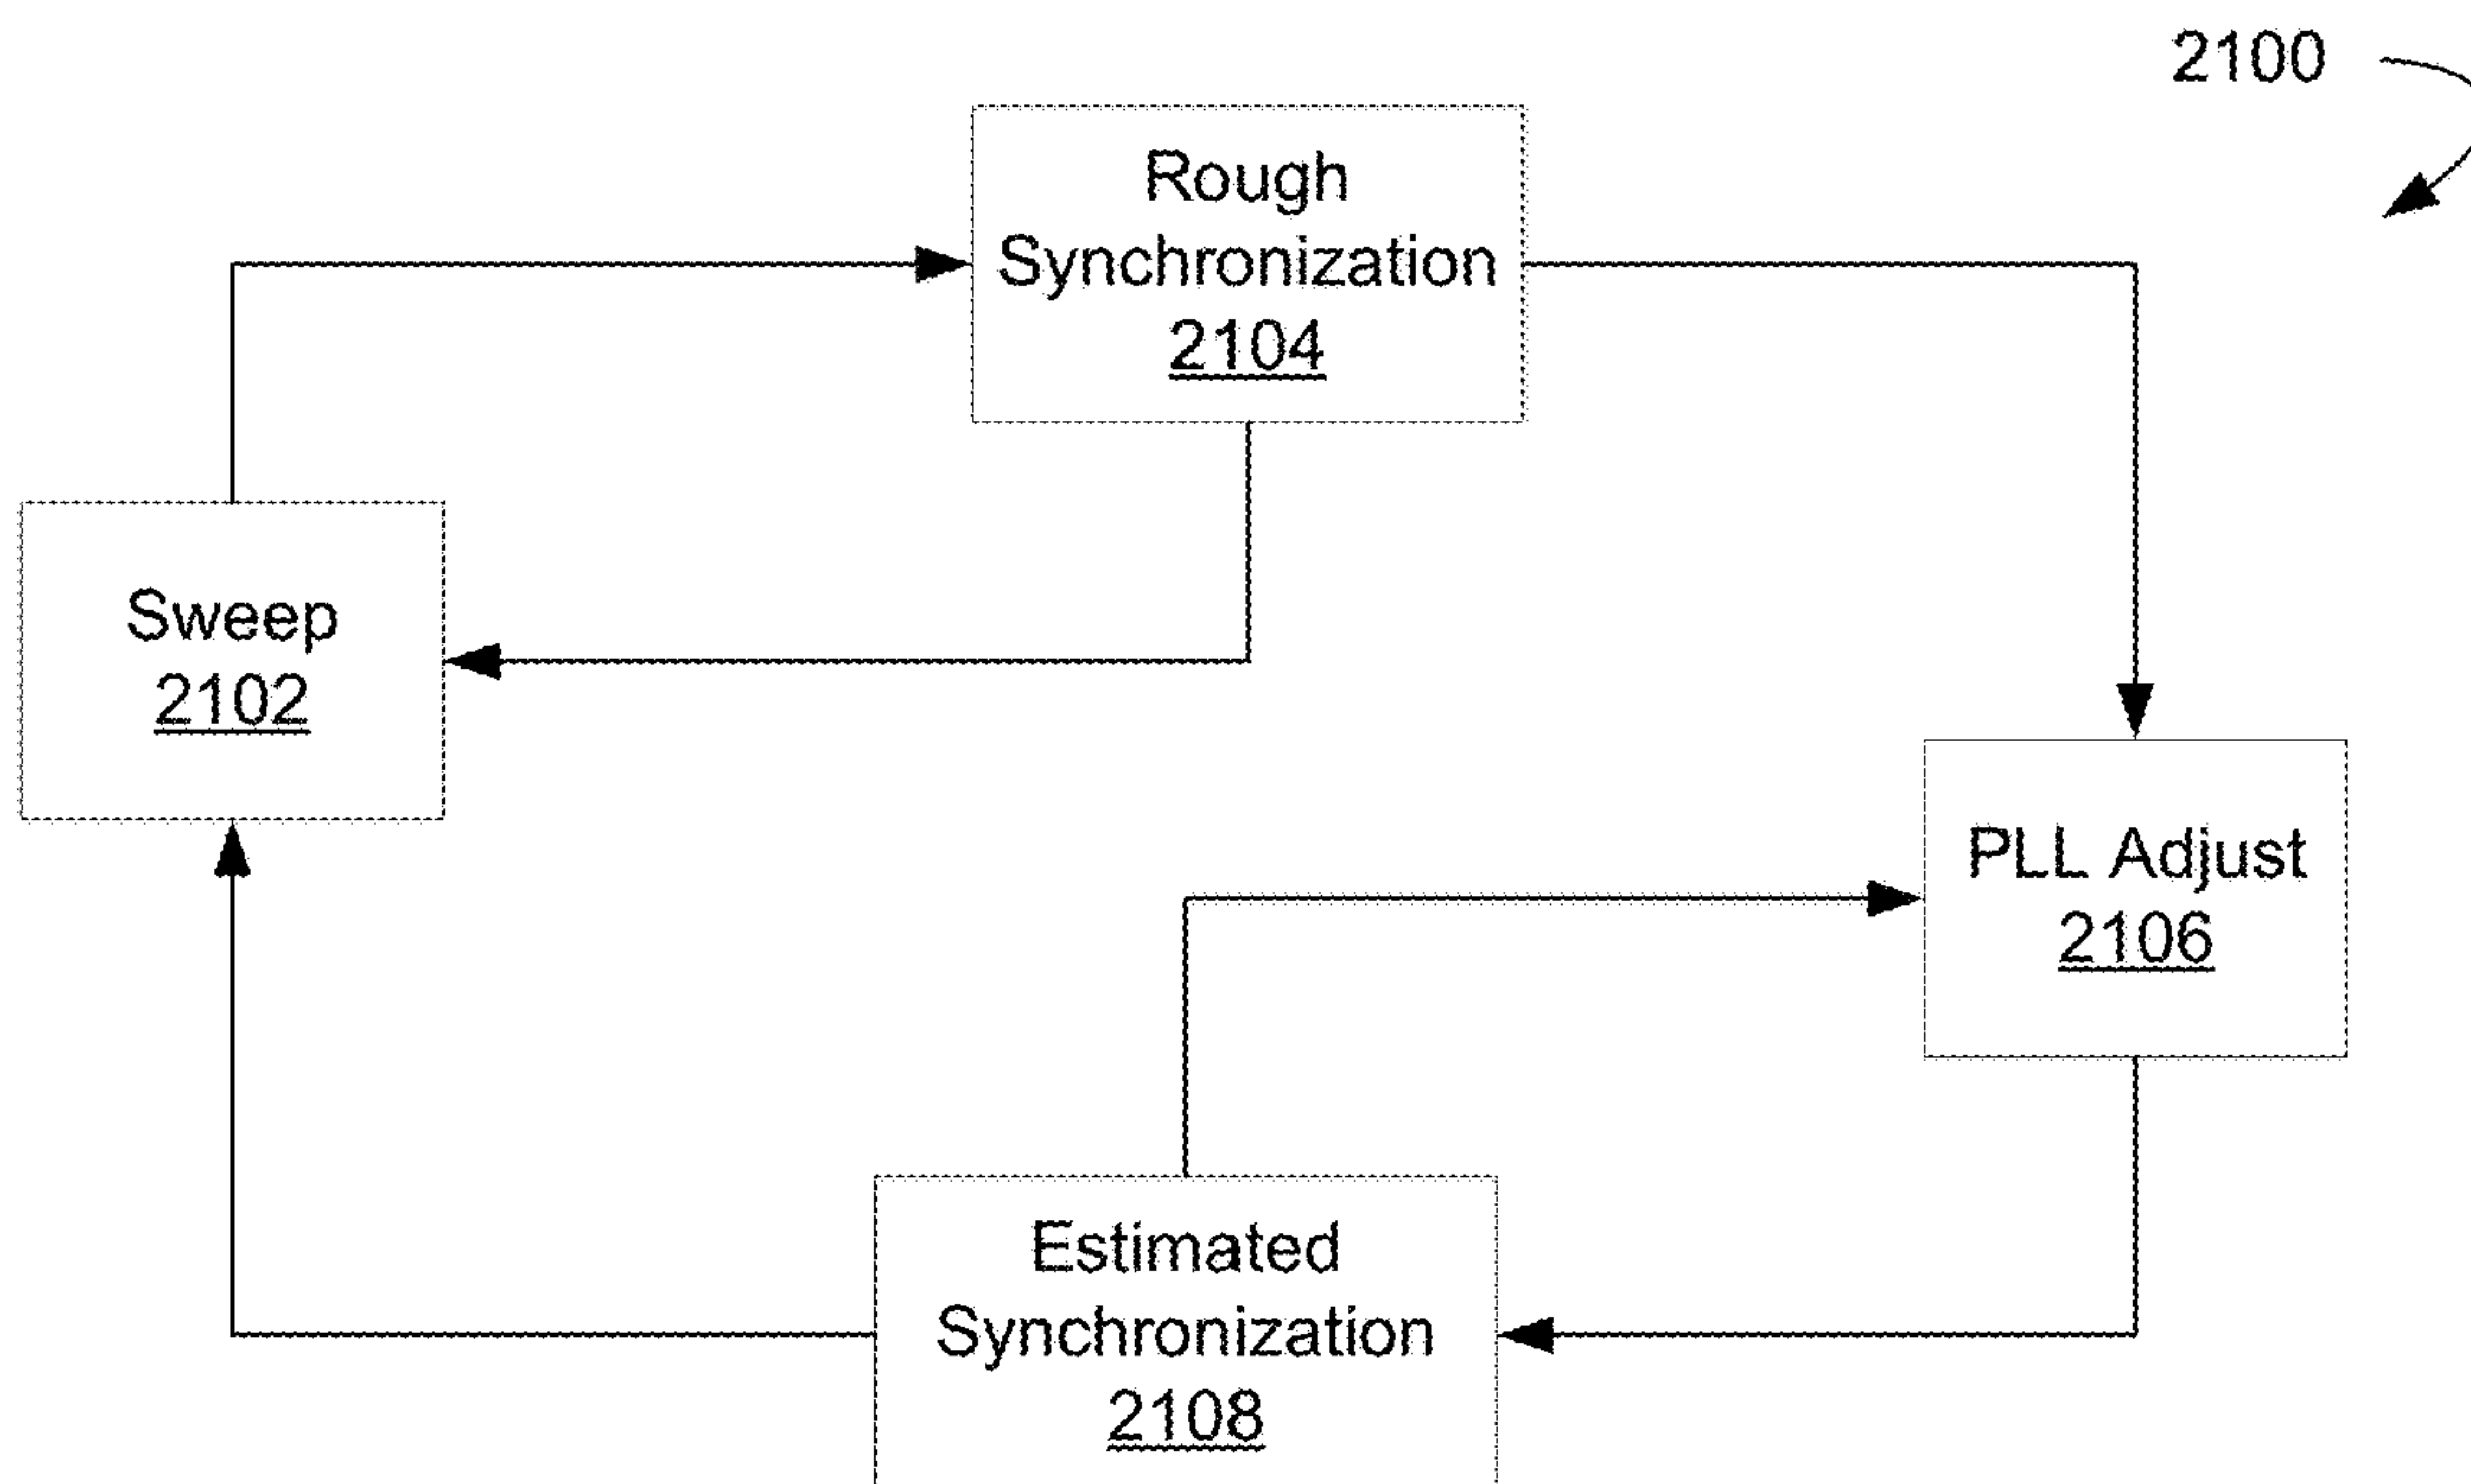 2100
Rough
Synchronization
2104
Sweep
2102
PLL Adjust
2106
Estimated
Synchronization
2108